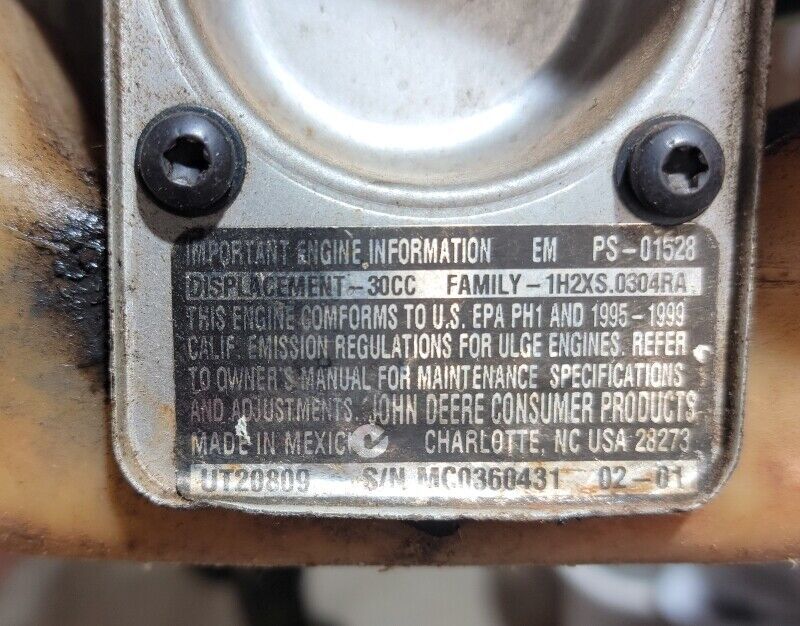 IMPORTANT ENGINE INFORMATION EM PS-01528
DISPLACEMENT-30CC FAMILY-1H2XS.0304RA
THIS ENGINE COMFORMS TO U.S. EPA PH1 AND 1995-1999
CALIF. EMISSION REGULATIONS FOR ULGE ENGINES. REFER
TO OWNER'S MANUAL FOR MAINTENANCE SPECIFICATIONS
AND ADJUSTMENTS. JOHN DEERE CONSUMER PRODUCTS
MADE IN MEXICO CHARLOTTE, NC USA 28273
UT20809 S/N MC0360431 02-01